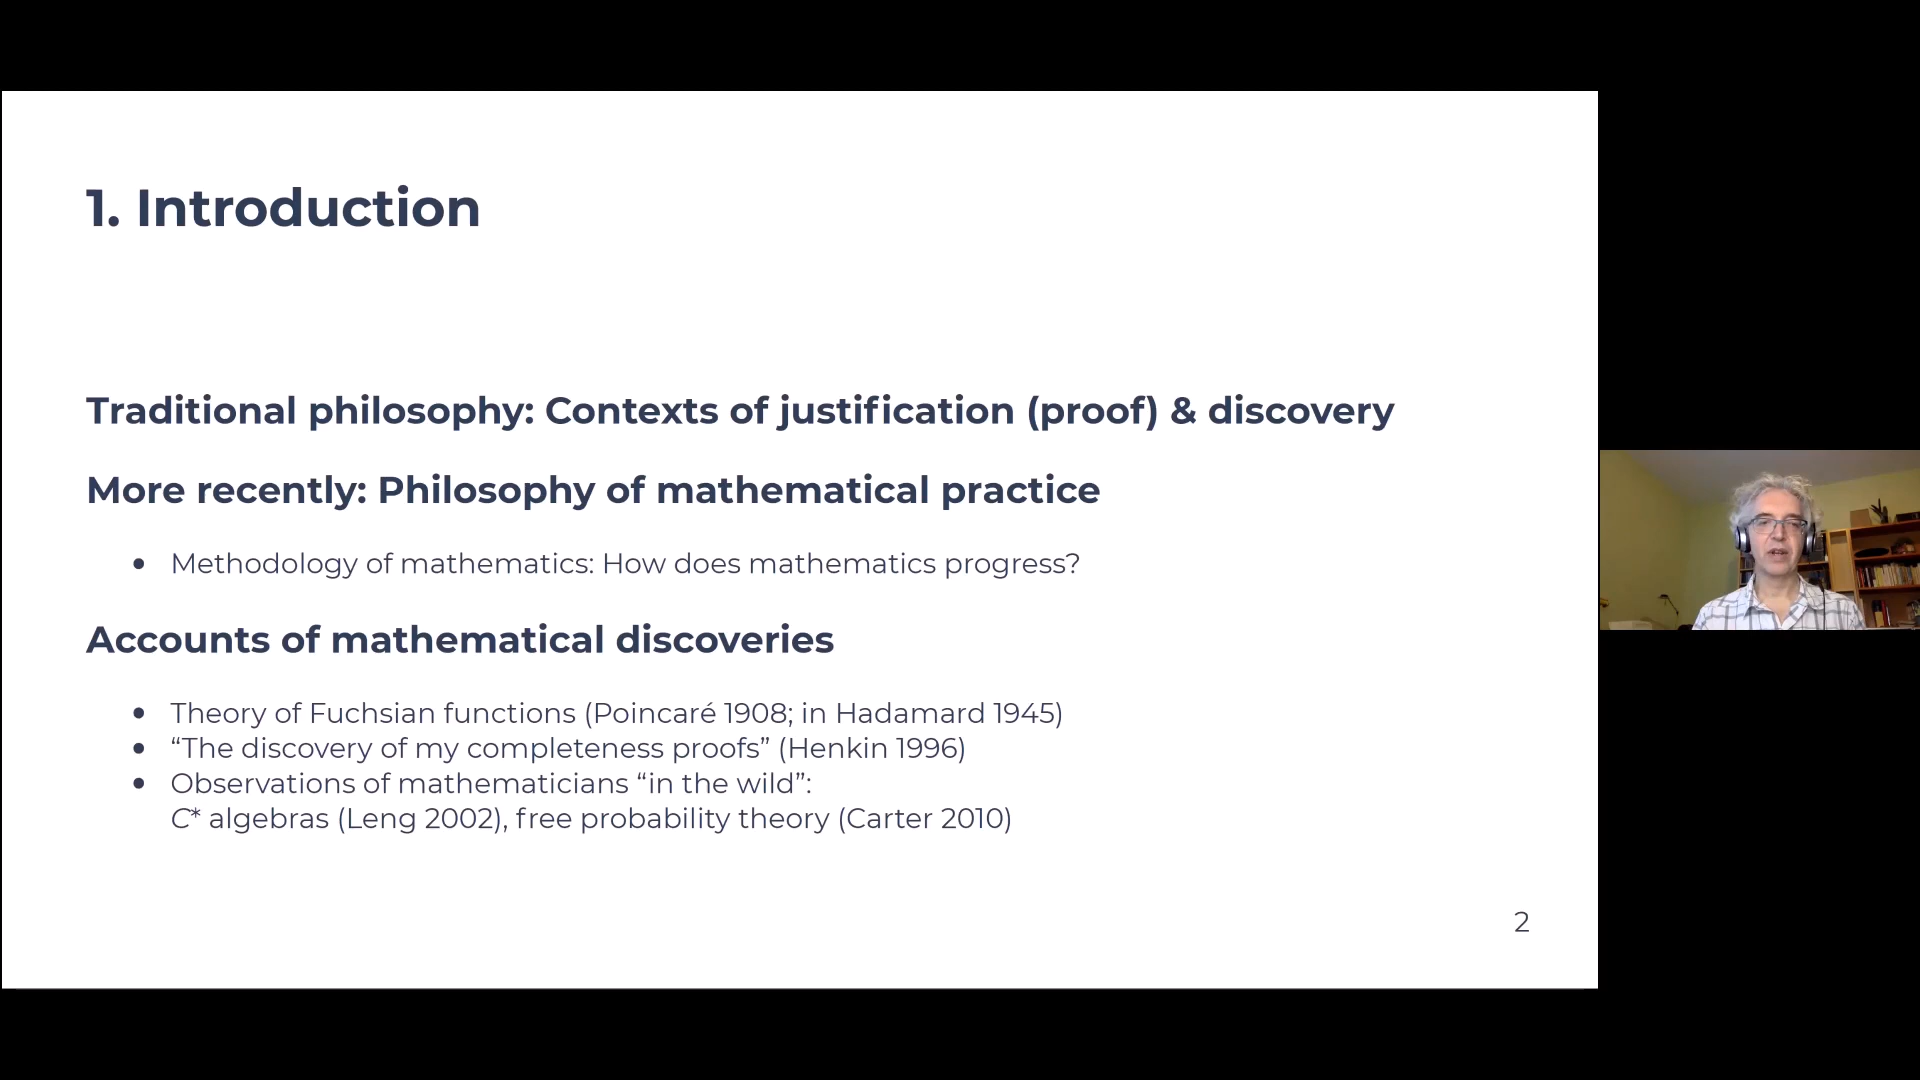 1. Introduction
Traditional philosophy: Contexts of justification (proof) & discovery
More recently: Philosophy of mathematical practice
• Methodology of mathematics: How does mathematics progress?
Accounts of mathematical discoveries
• Theory of Fuchsian functions (Poincaré 1908; in Hadamard 1945)
• “The discovery of my completeness proofs” (Henkin 1996)
• Observations of mathematicians “in the wild”:
C* algebras (Leng 2002), free probability theory (Carter 2010)
2